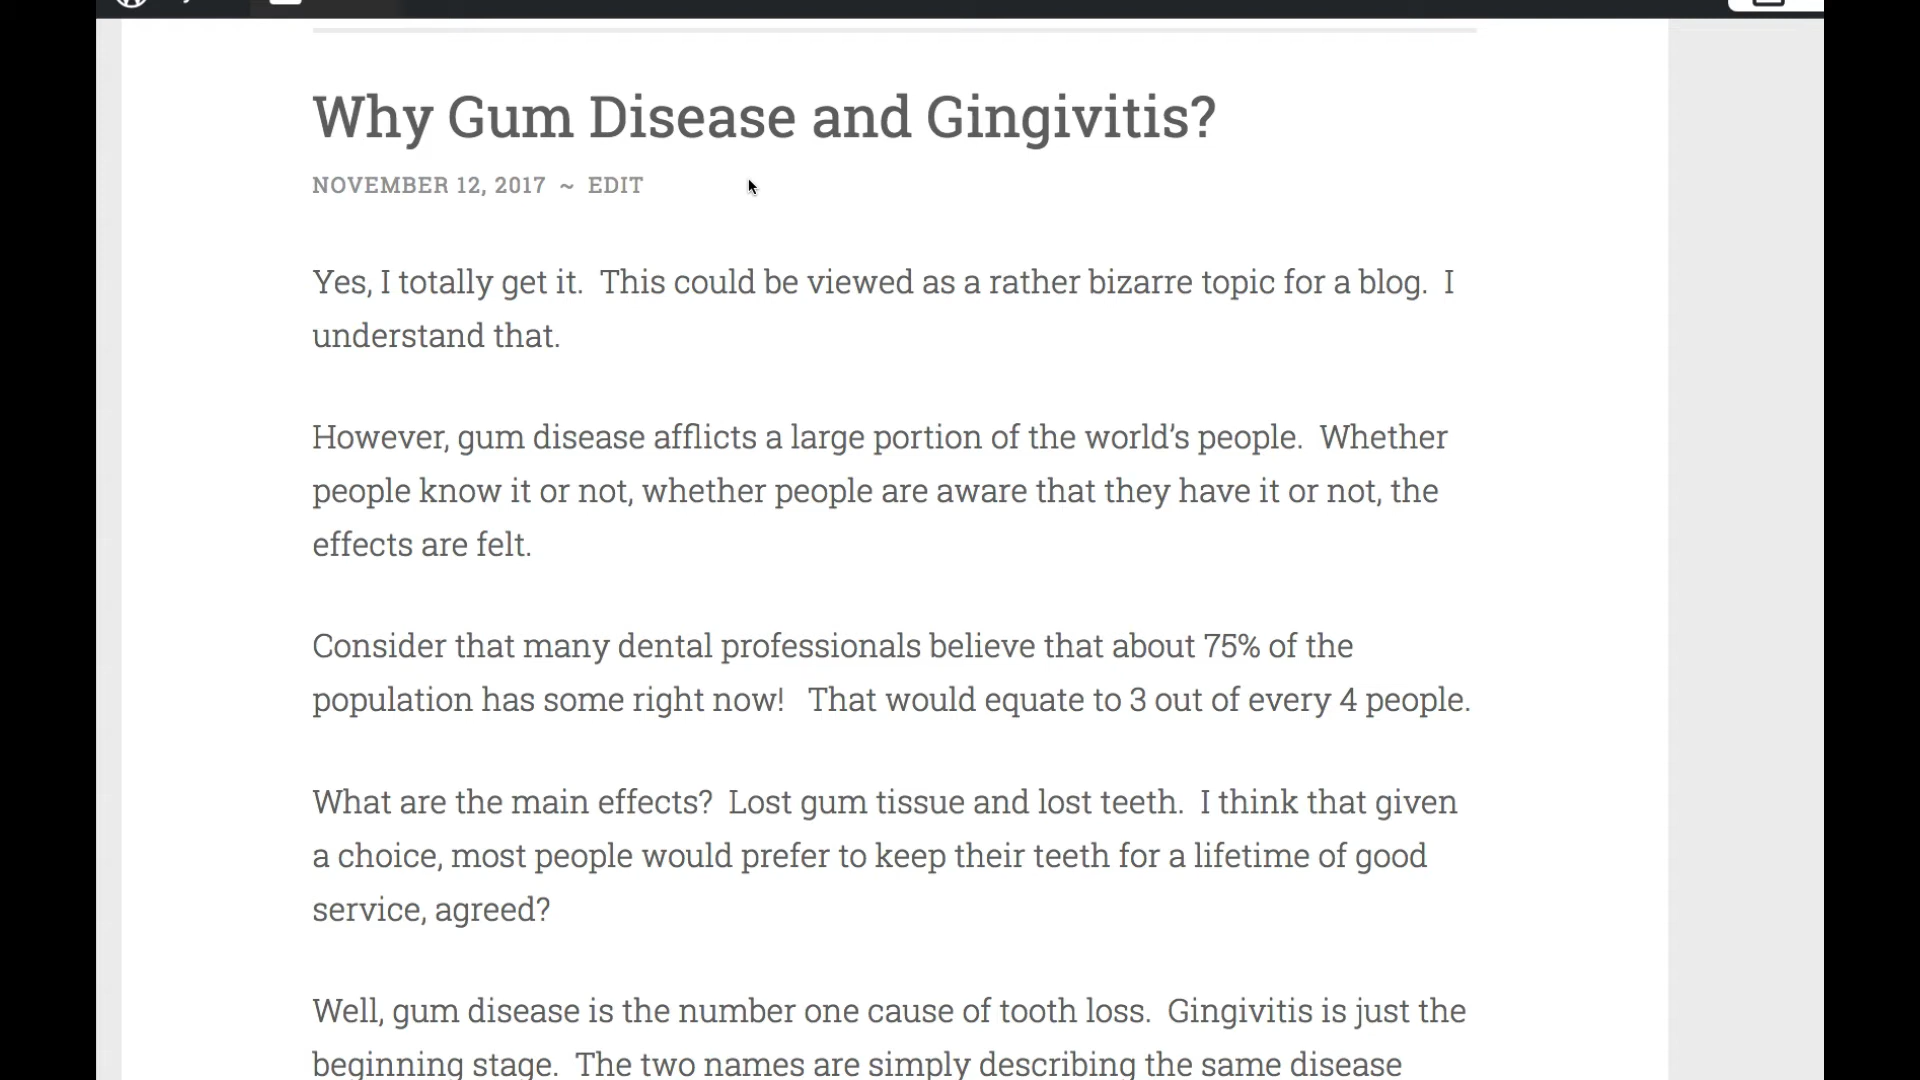 Why Gum Disease and Gingivitis?
NOVEMBER 12, 2017 ~ EDIT
Yes, I totally get it.  This could be viewed as a rather bizarre topic for a blog.  I
understand that.
However, gum disease afflicts a large portion of the world’s people.  Whether
people know it or not, whether people are aware that they have it or not, the
effects are felt.
Consider that many dental professionals believe that about 75% of the
population has some right now!   That would equate to 3 out of every 4 people.
What are the main effects?  Lost gum tissue and lost teeth.  I think that given
a choice, most people would prefer to keep their teeth for a lifetime of good
service, agreed?
Well, gum disease is the number one cause of tooth loss.  Gingivitis is just the
beginning stage.  The two names are simply describing the same disease